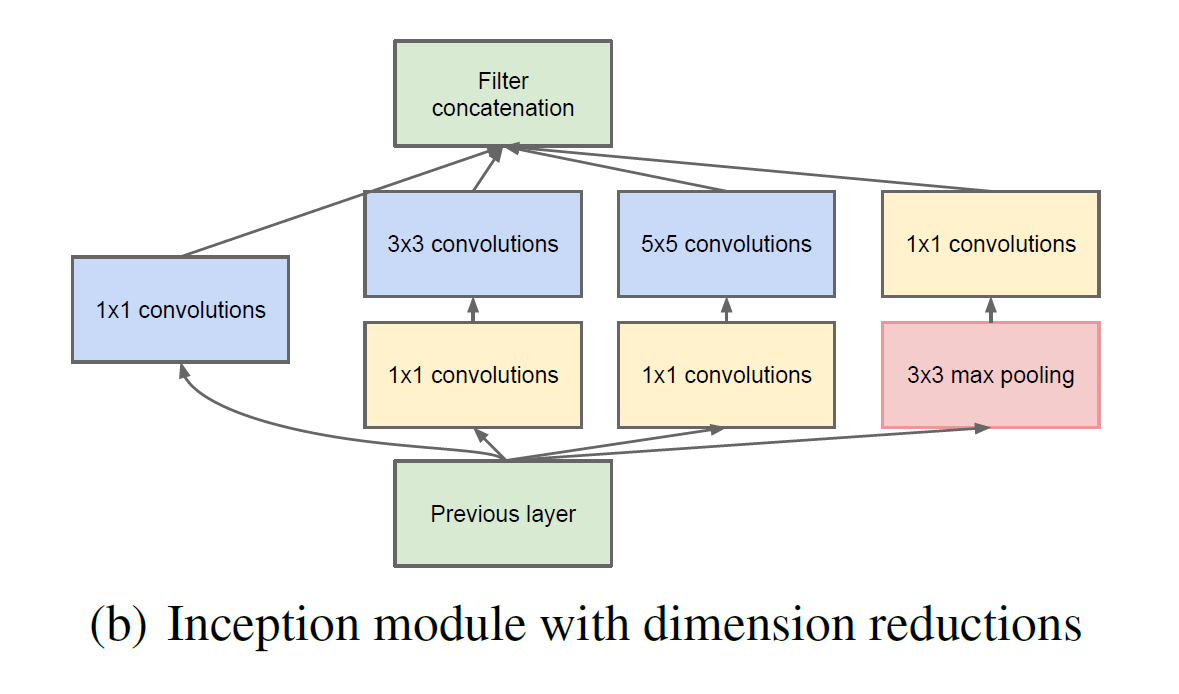 Filter
concatenation
3x3 convolutions
5x5 convolutions
1x1 convolutions
1x1 convolutions
1x1 convolutions
1x1 convolutions
3x3 max pooling
Previous layer
(b) Inception module with dimension reductions